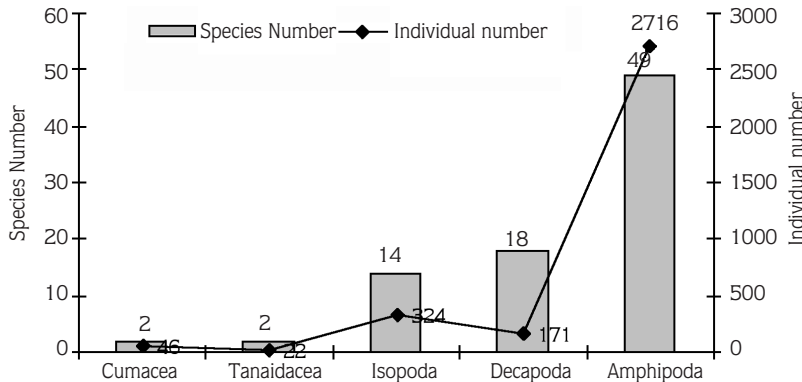 60 Species Number Individual number 2716 3000
50 49 2500
40 2000
30 1500
20 14 18 1000
10 324 500
2 2 171
0 46 22 0
Cumacea Tanaidacea Isopoda Decapoda Amphipoda
Species Number
Individual number